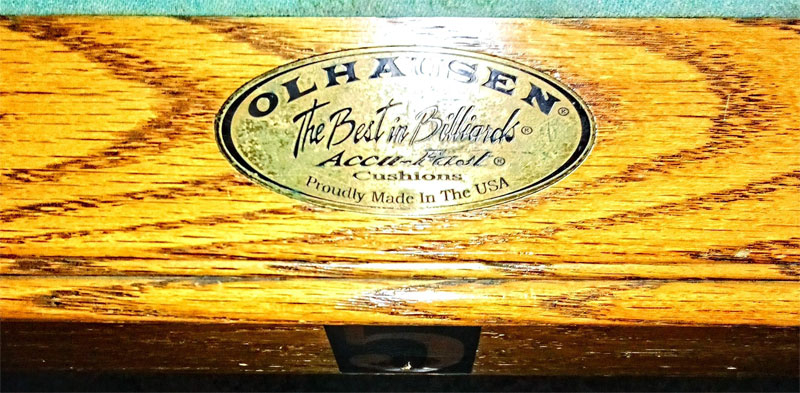 OLHAUSEN®
The Best in Billiards®
Accu-Fast®
Cushions
Proudly Made In The USA